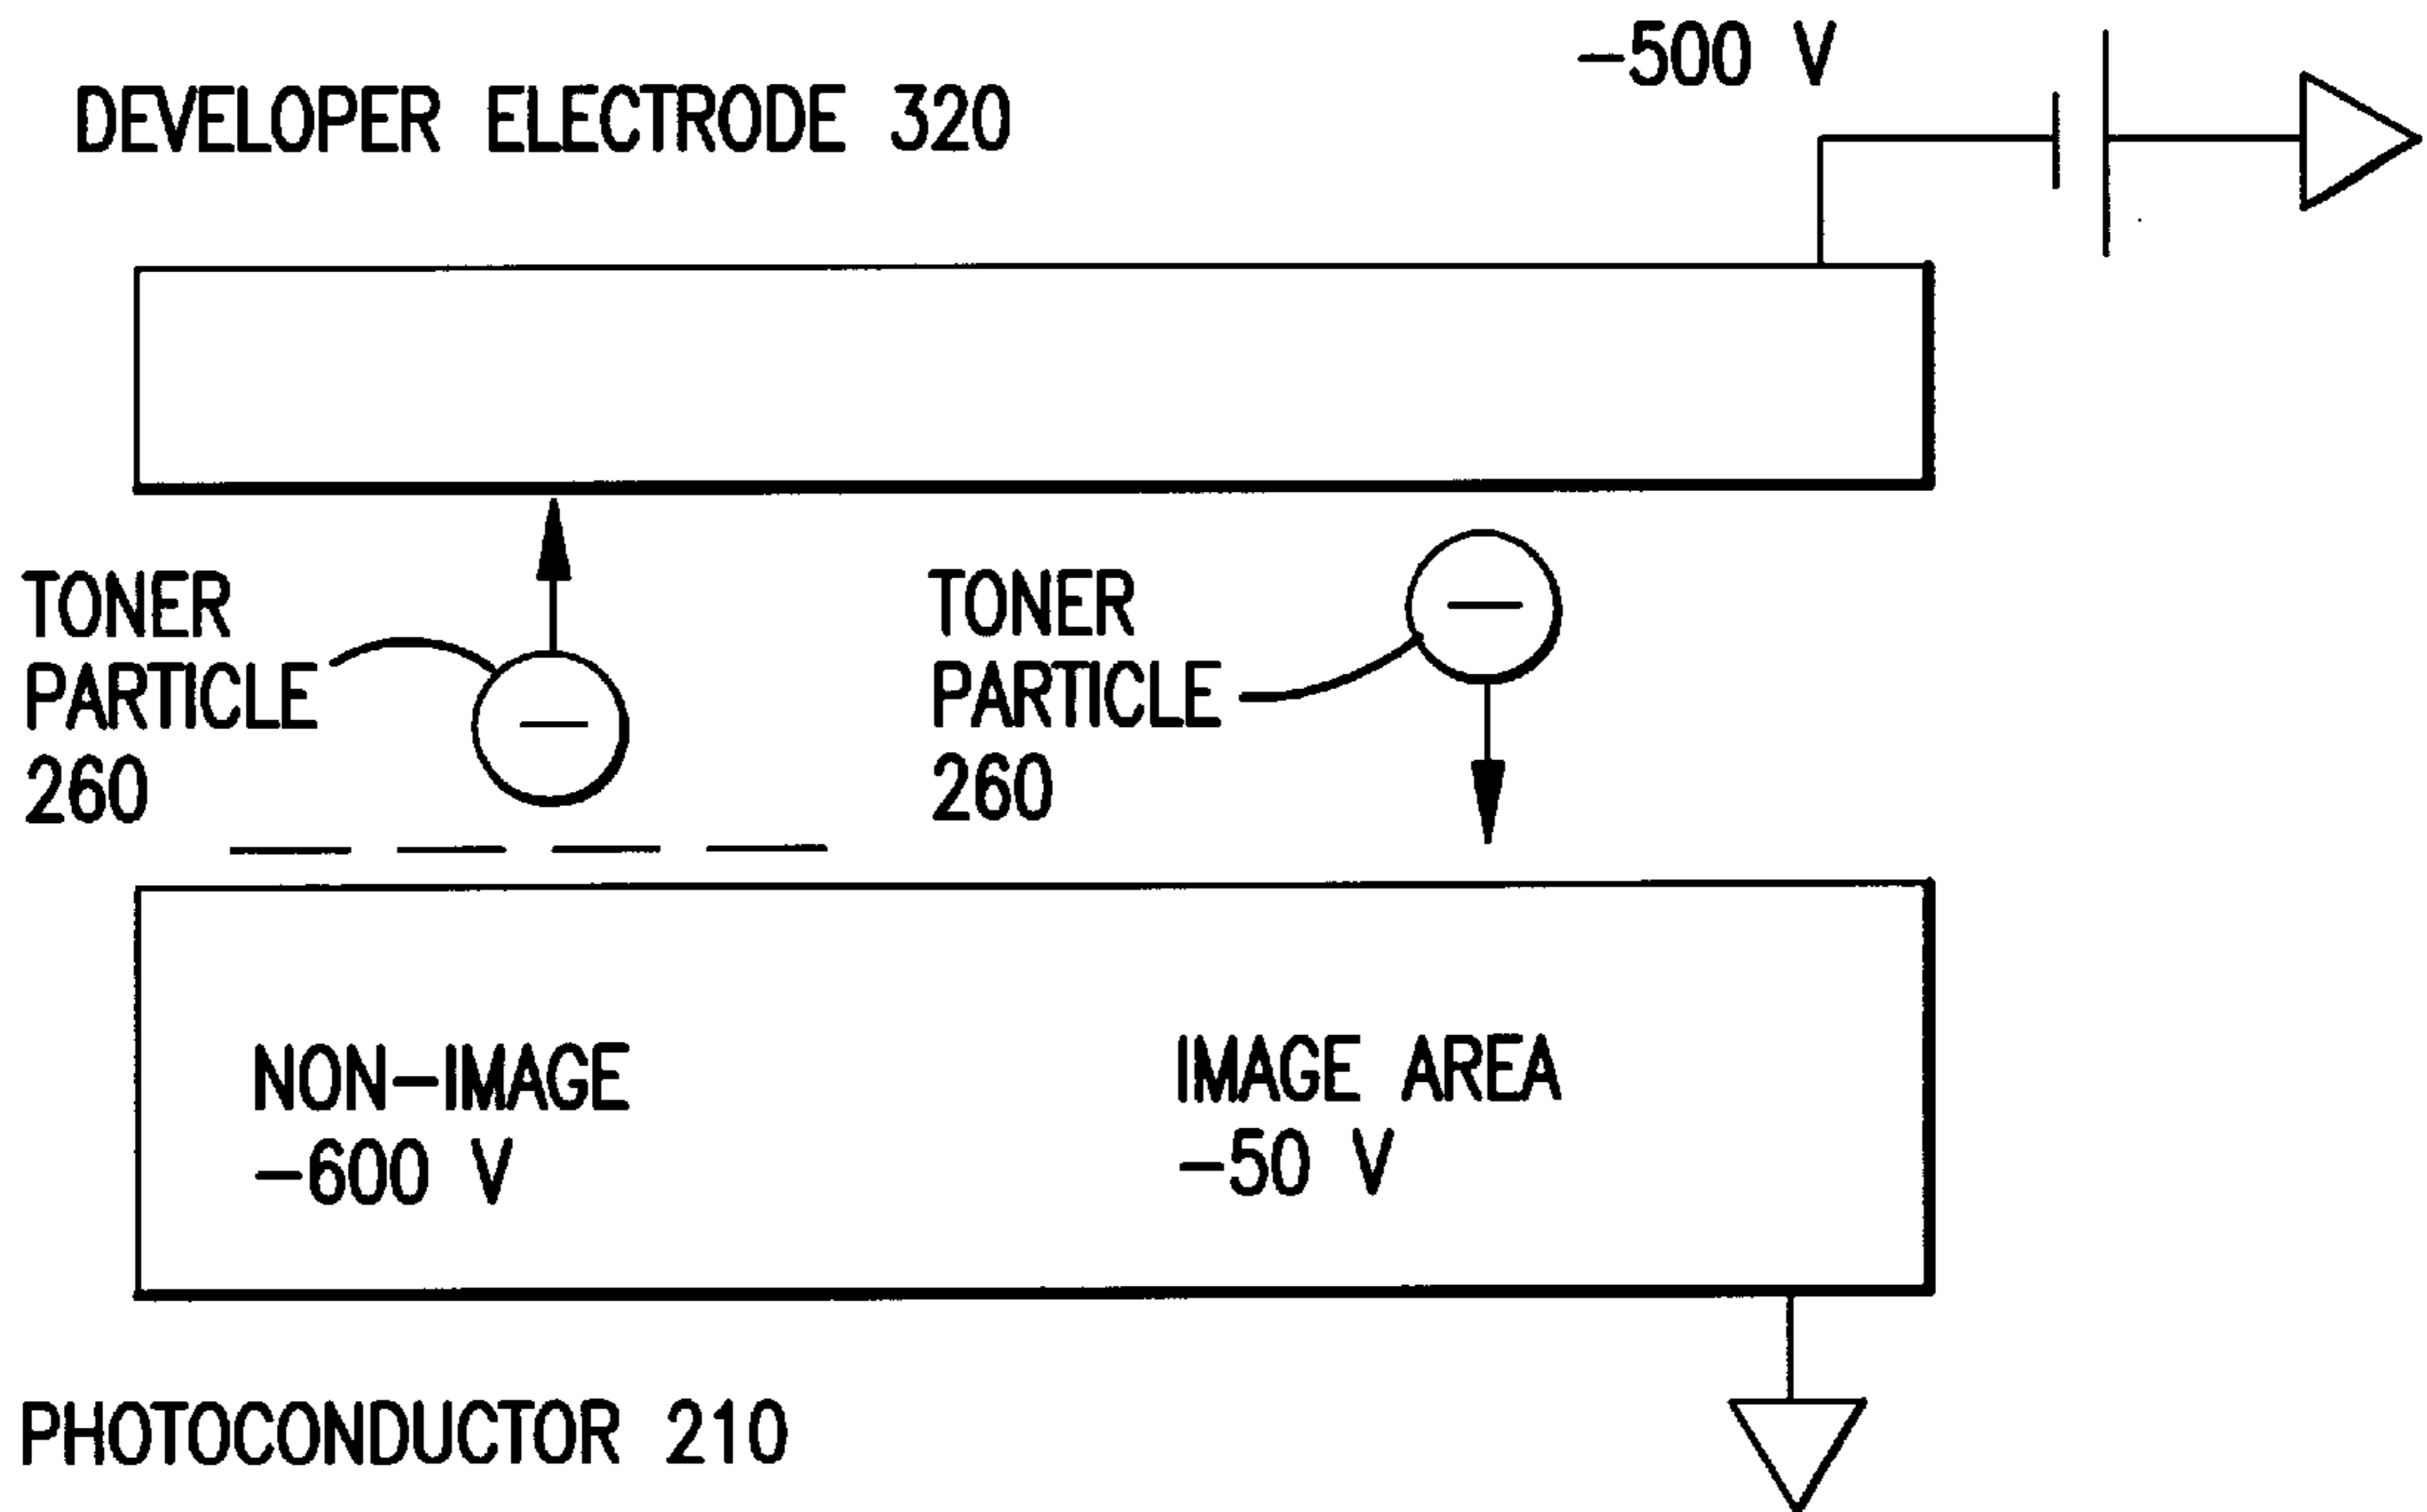 DEVELOPER ELECTRODE 320
-500 V
TONER
PARTICLE
260
TONER
PARTICLE
260
NON-IMAGE
-600 V
IMAGE AREA
-50 V
PHOTOCONDUCTOR 210